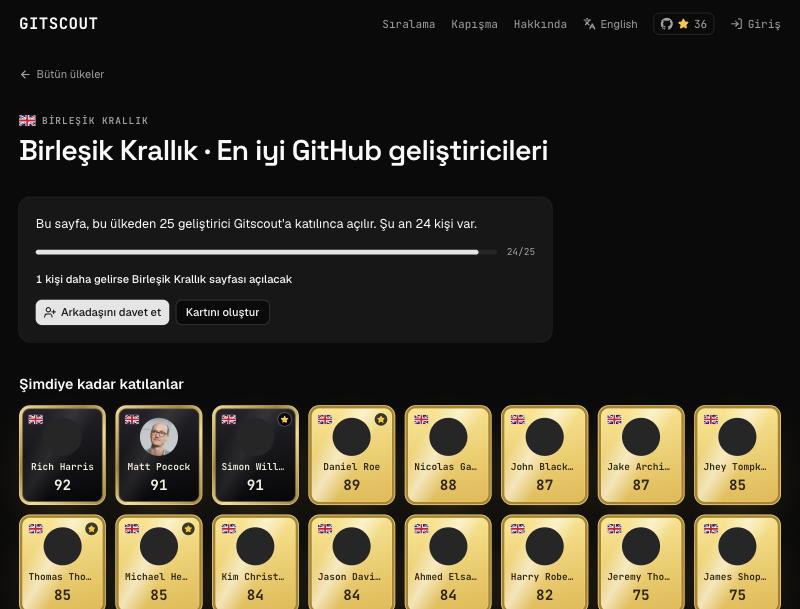 GITSCOUT
Sıralama Kapışma Hakkında English 36 Giriş
Bütün ülkeler
BİRLEŞİK KRALLIK
Birleşik Krallık · En iyi GitHub geliştiricileri
Bu sayfa, bu ülkeden 25 geliştirici Gitscout'a katılınca açılır. Şu an 24 kişi var.
24/25
1 kişi daha gelirse Birleşik Krallık sayfası açılacak
Arkadaşını davet et Kartını oluştur
Şimdiye kadar katılanlar
Rich Harris Matt Pocock Simon Will… Daniel Roe Nicolas Ga… John Black… Jake Archi… Jhey Tompk…
92 91 91 89 88 87 87 85
Thomas Tho… Michael He… Kim Christ… Jason Davi… Ahmed Elsa… Harry Robe… Jeremy Tho… James Shop…
85 85 84 84 84 82 75 75